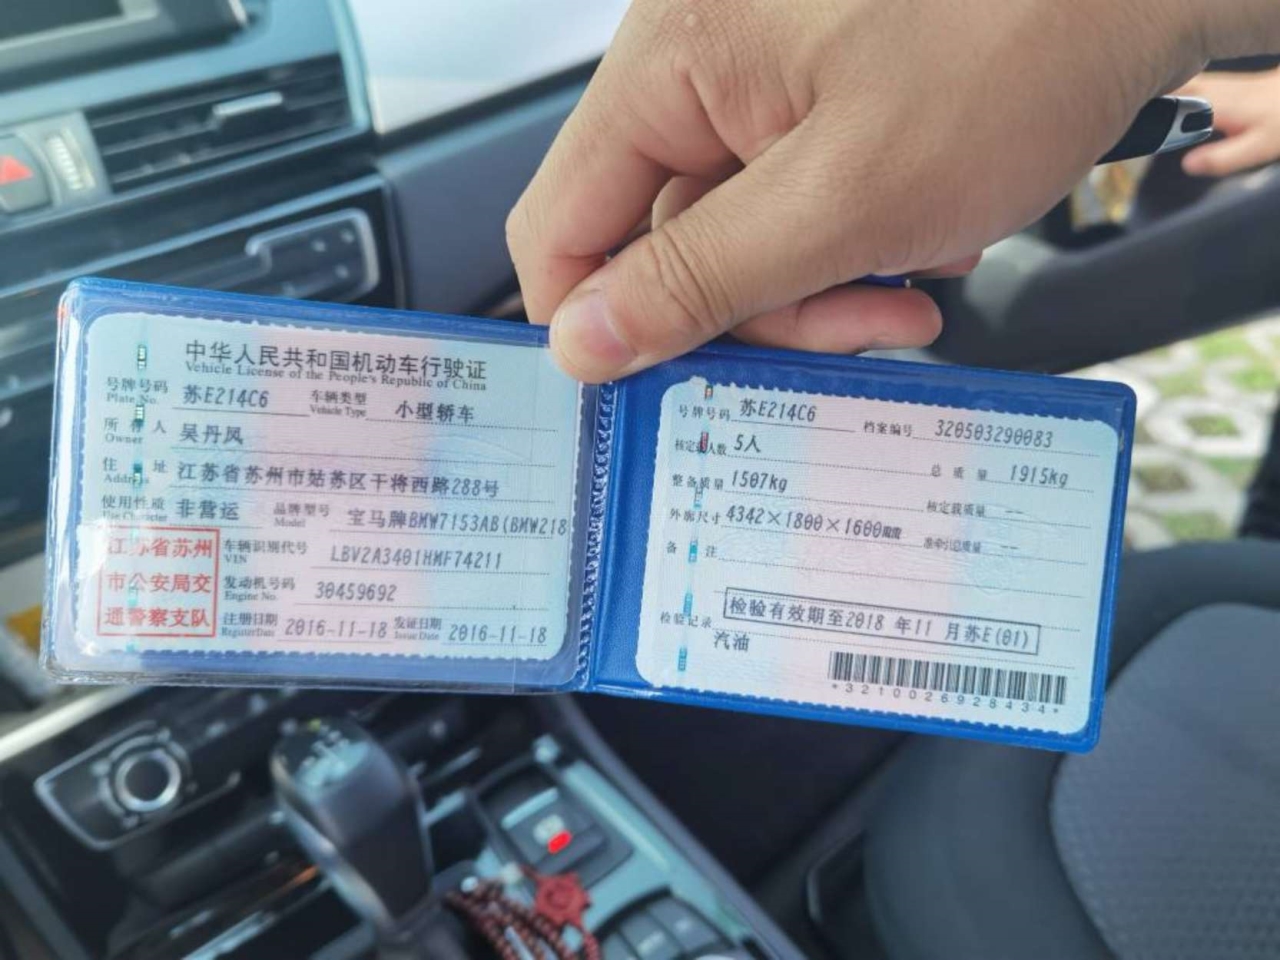 中华人民共和国机动车行驶证
Vehicle License of the People's Republic of China
号牌号码 苏E214C6 车辆类型 小型轿车
Plate No. Vehicle Type
所有人 吴丹凤
Owner
住址 江苏省苏州市姑苏区干将西路288号
Address
使用性质 非营运 品牌型号 宝马牌BMW7153AB(BMW218
Use Character Model
江苏省苏州
市公安局交
通警察支队
车辆识别代号 LBV2A3401HMF74211
VIN
发动机号码 30459692
Engine No.
注册日期 2016-11-18 发证日期 2016-11-18
Register Date Issue Date
号牌号码 苏E214C6 档案编号 320503290083
核定载人数 5人 总质量 1915kg
整备质量 1507kg 核定载质量 --
外廓尺寸 4342×1800×1600mm 准牵引总质量 --
备注
检验记录 检验有效期至2018年11月苏E(01)
汽油
*3210026928434*